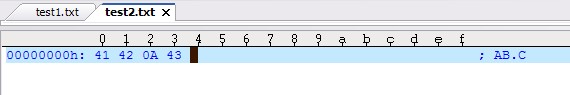 test1.txt test2.txt X
0 1 2 3 4 5 6 7 8 9 a b c d e f
00000000h: 41 42 0A 43 ; AB.C